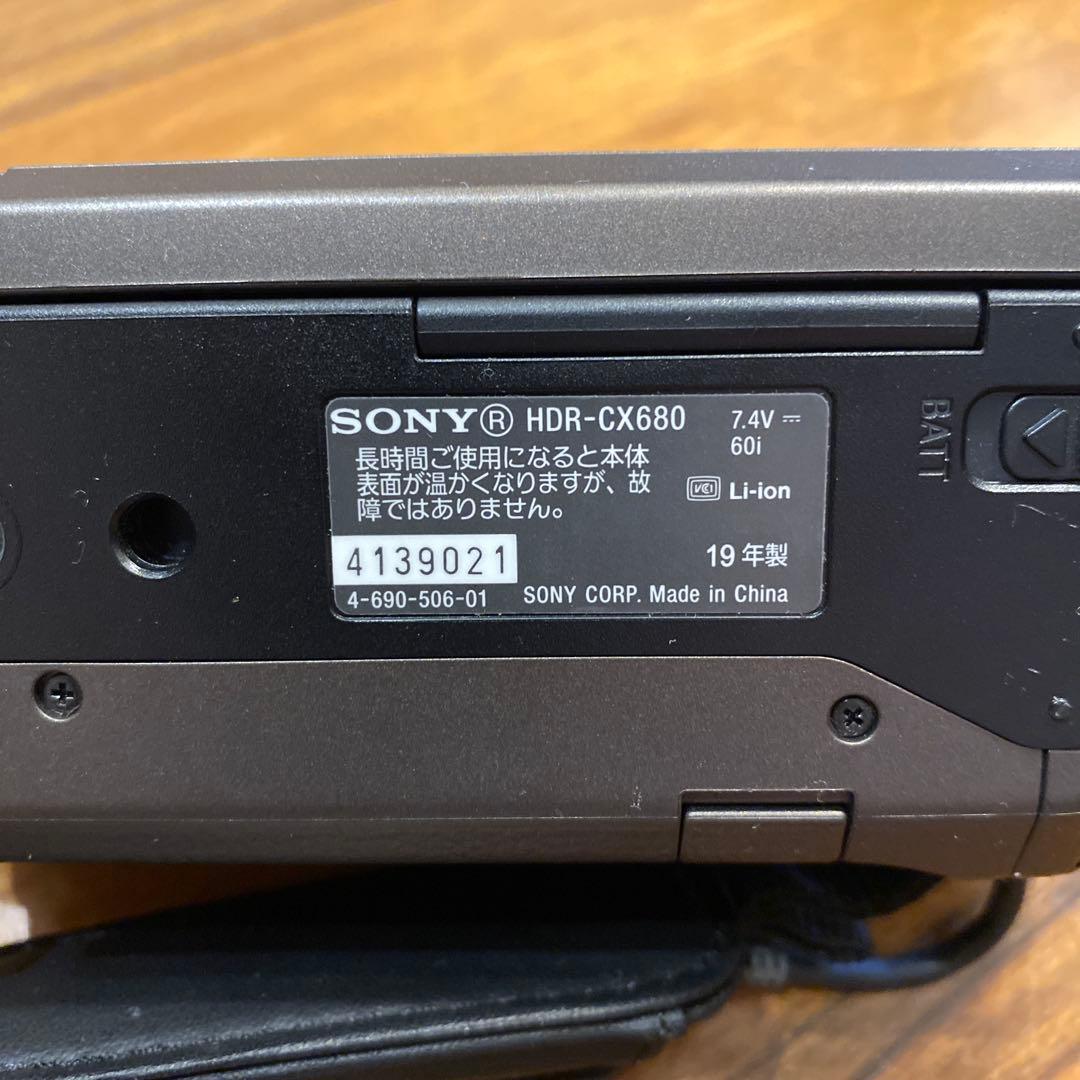 SONY® HDR-CX680 7.4V ⎓
60i
長時間ご使用になると本体
表面が温かくなりますが、故
障ではありません。
VCI Li-ion
4139021
19年製
4-690-506-01 SONY CORP. Made in China
BATT